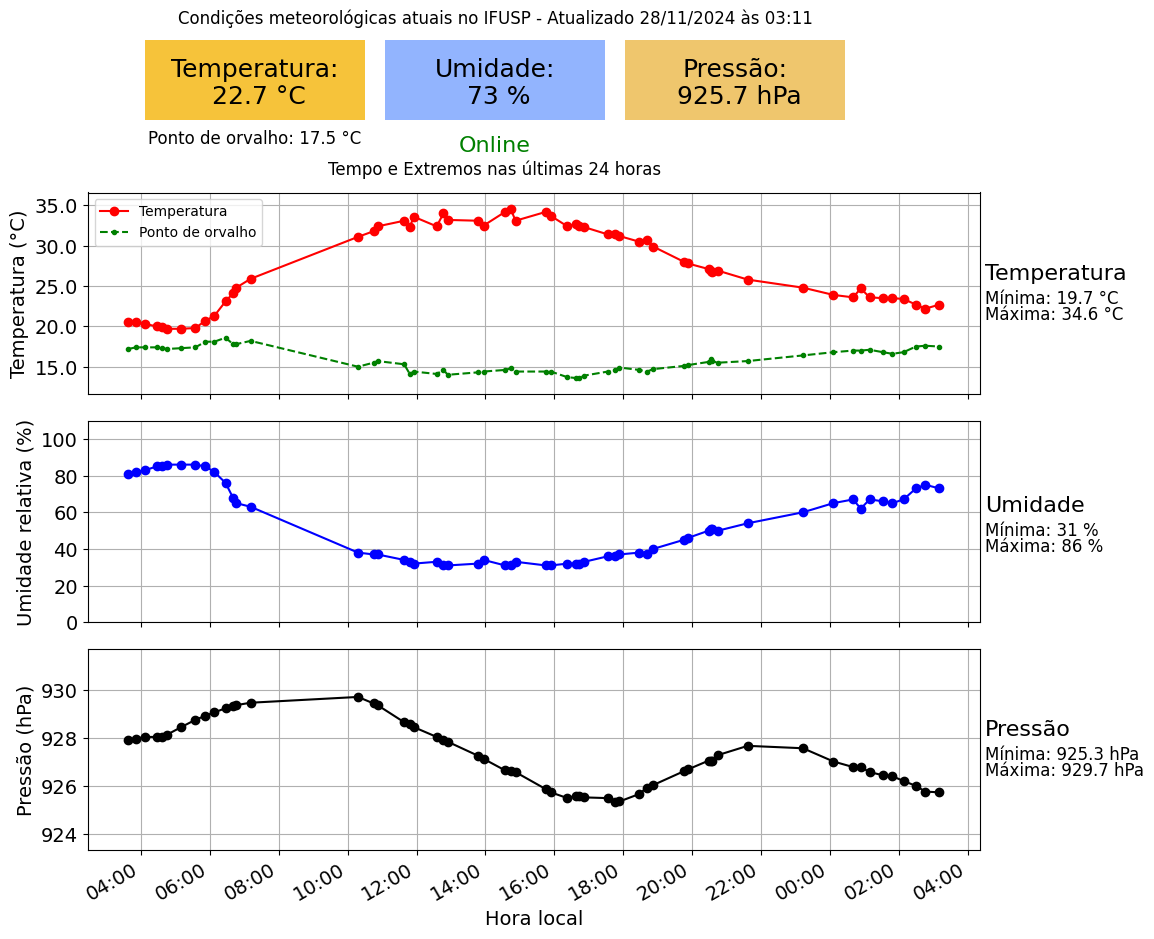 Condições meteorológicas atuais no IFUSP - Atualizado 28/11/2024 às 03:11
Temperatura:
22.7 °C
Umidade:
73 %
Pressão:
925.7 hPa
Ponto de orvalho: 17.5 °C
Online
Tempo e Extremos nas últimas 24 horas
Temperatura (°C)
35.0
30.0
25.0
20.0
15.0
Temperatura
Ponto de orvalho
Temperatura
Mínima: 19.7 °C
Máxima: 34.6 °C
Umidade relativa (%)
100
80
60
40
20
0
Umidade
Mínima: 31 %
Máxima: 86 %
Pressão (hPa)
930
928
926
924
Pressão
Mínima: 925.3 hPa
Máxima: 929.7 hPa
04:00 06:00 08:00 10:00 12:00 14:00 16:00 18:00 20:00 22:00 00:00 02:00 04:00
Hora local